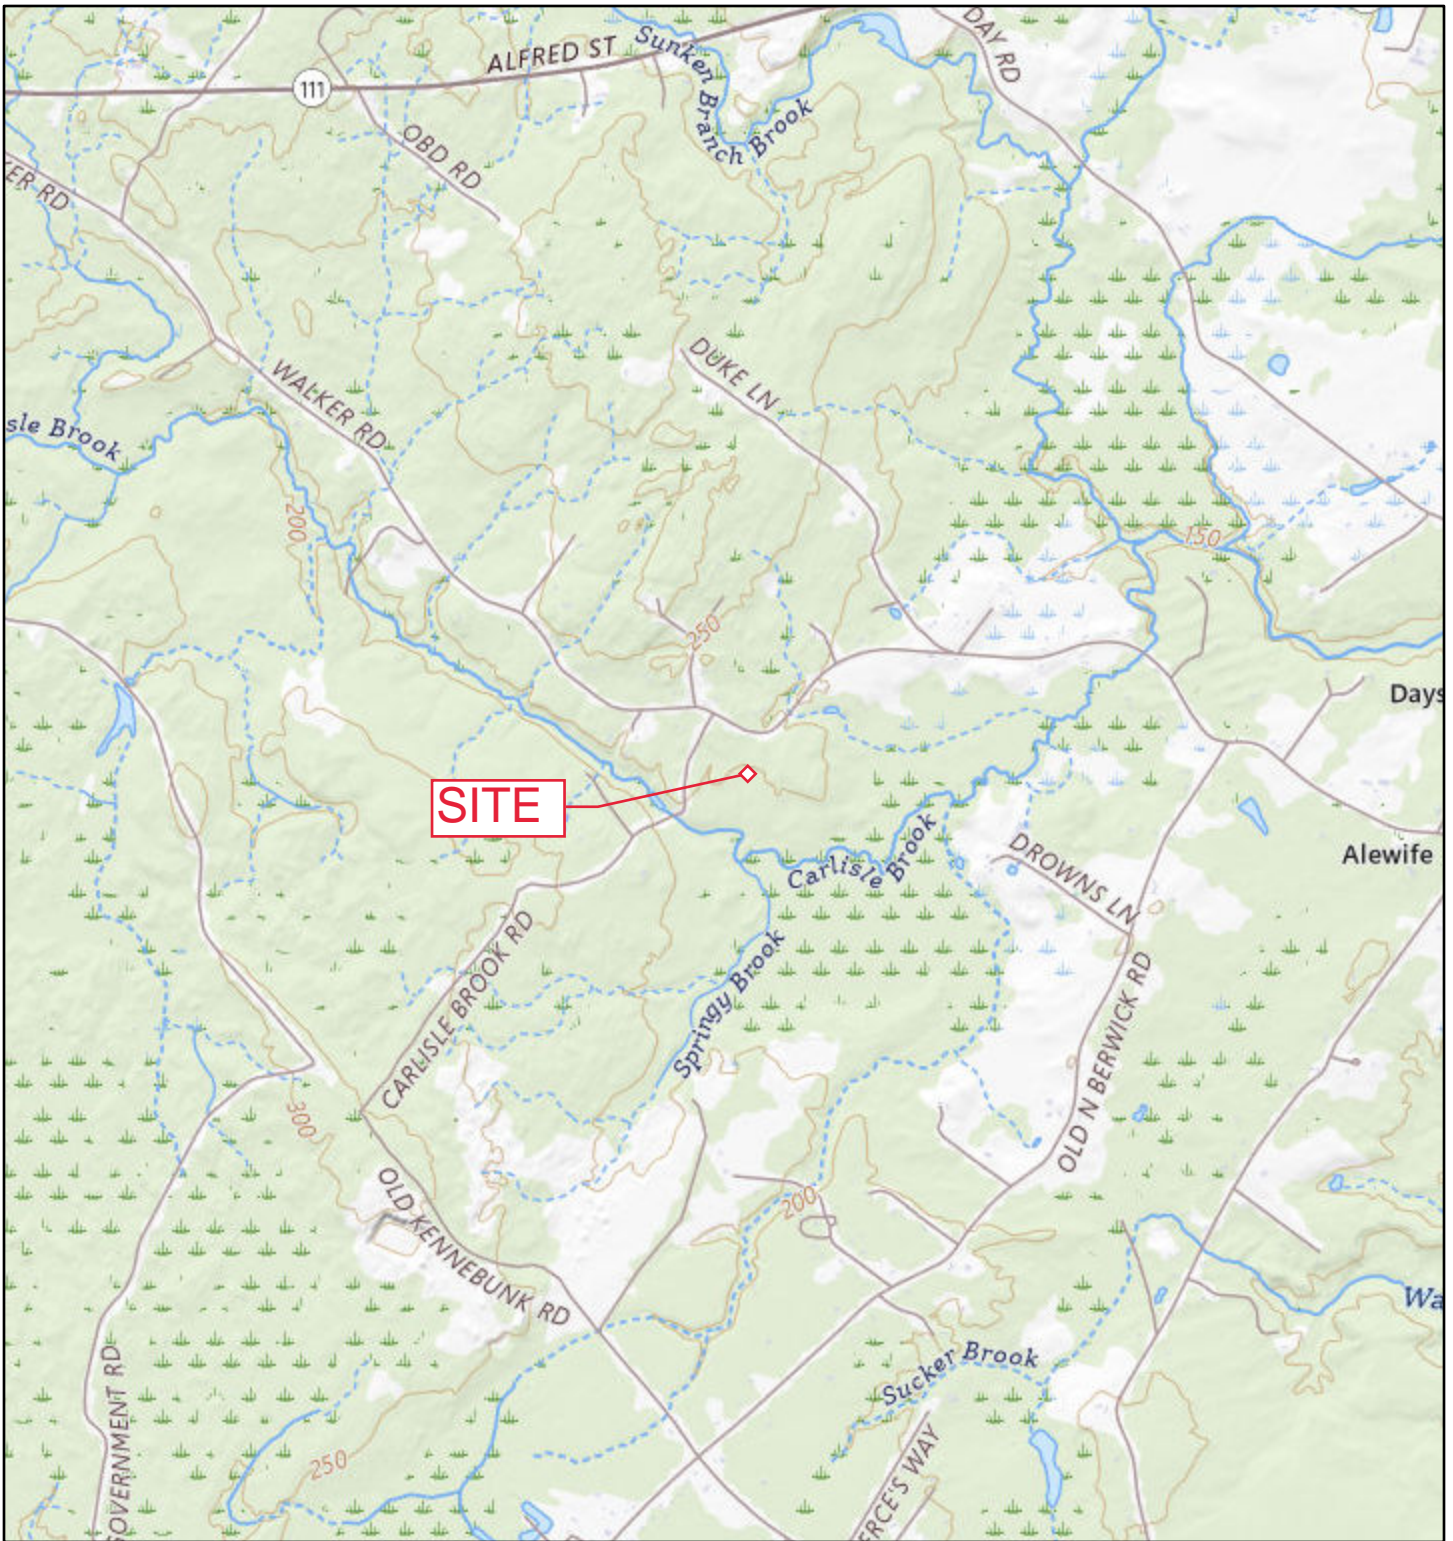 ALFRED ST
Sunken Branch Brook
DAY RD
111
OBD RD
ER RD
DUKE LN
WALKER RD
sle Brook
200
150
250
Days
SITE
Alewife
Carlisle Brook
DROWNS LN
CARLISLE BROOK RD
Springy Brook
OLD N BERWICK RD
300
OLD KENNEBUNK RD
200
Wa
Sucker Brook
GOVERNMENT RD
250
ERCE'S WAY